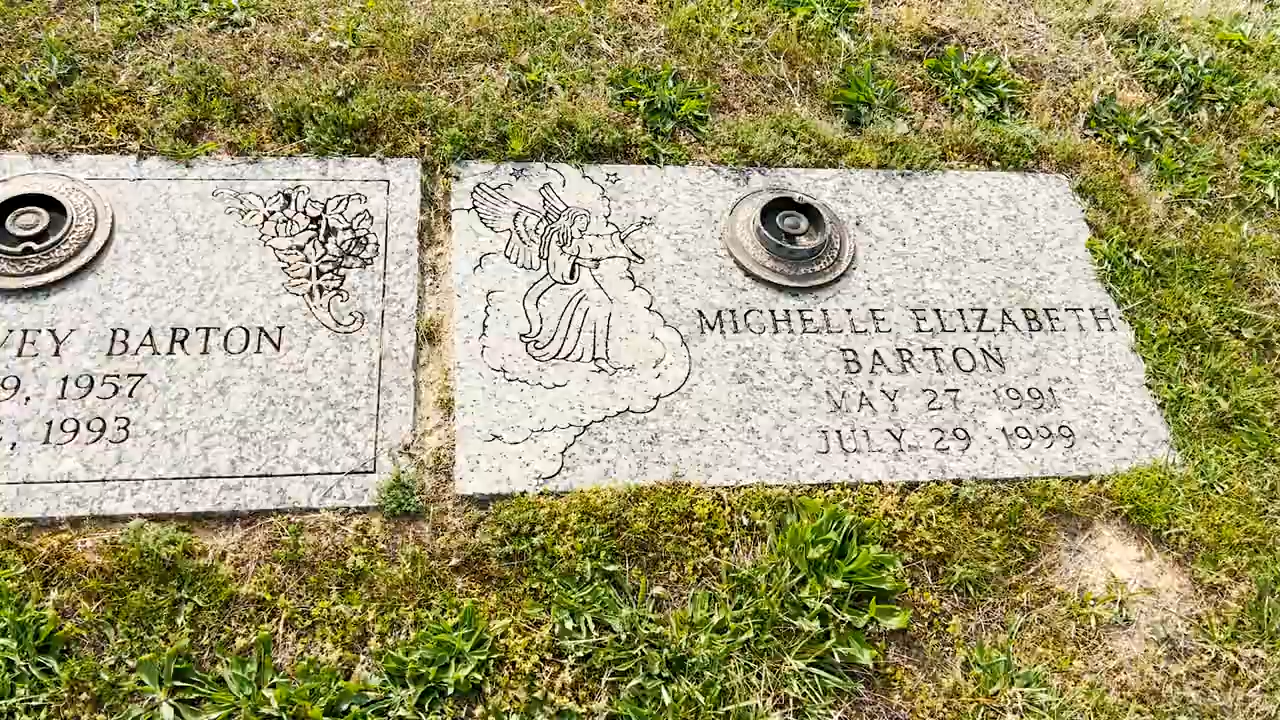 VEY BARTON
9, 1957
, 1993
MICHELLE ELIZABETH
BARTON
MAY 27, 1991
JULY 29 1999